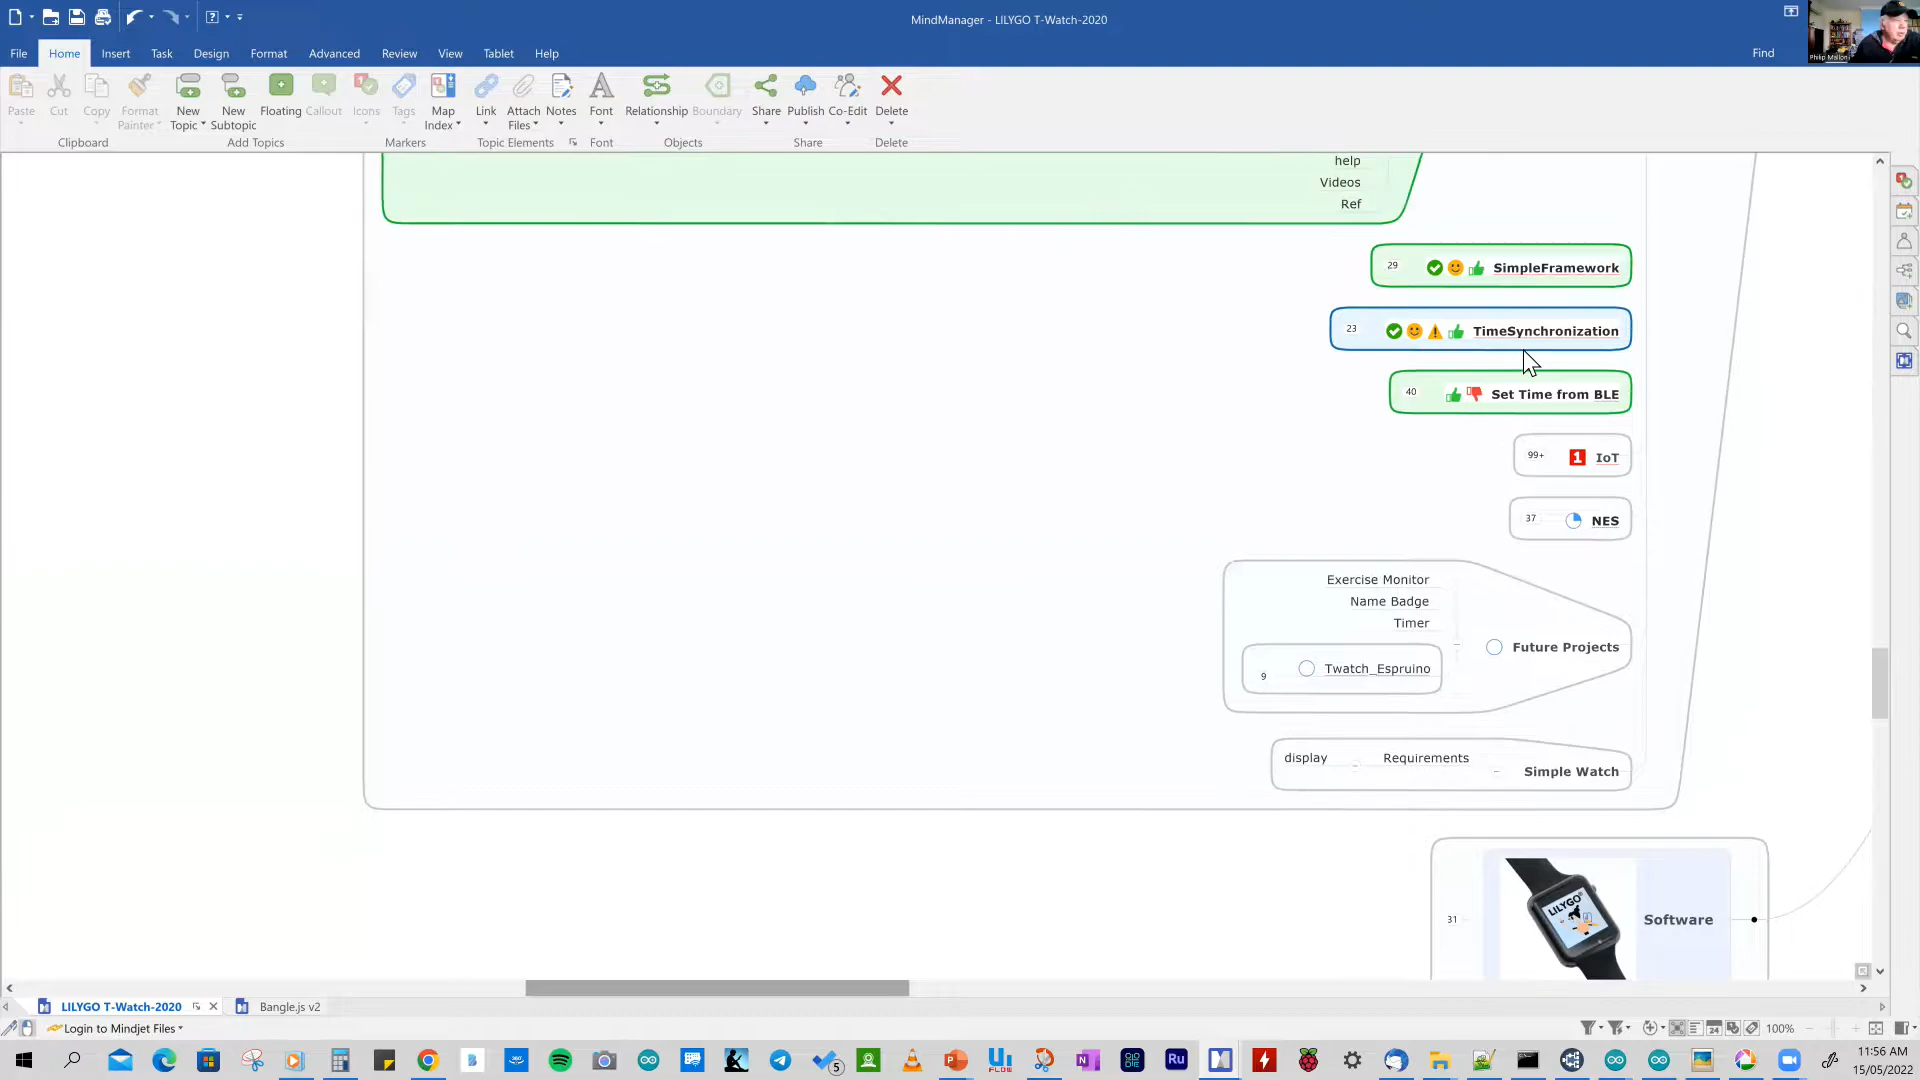 MindManager - LILYGO T-Watch-2020
File Home Insert Task Design Format Advanced Review View Tablet Help Find
Paste Cut Copy Format Painter New Topic New Subtopic Floating Callout Icons Tags Map Index Link Attach Files Notes Font Relationship Boundary Share Publish Co-Edit Delete
Clipboard Add Topics Markers Topic Elements Font Objects Share Delete
help
Videos
Ref
29 SimpleFramework
23 TimeSynchronization
40 Set Time from BLE
99+ 1 IoT
37 NES
Exercise Monitor
Name Badge
Timer
9 Twatch_Espruino
Future Projects
display Requirements Simple Watch
31 LILYGO Software
LILYGO T-Watch-2020 Bangle.js v2
Login to Mindjet Files 100%
5 Ru
11:56 AM
15/05/2022